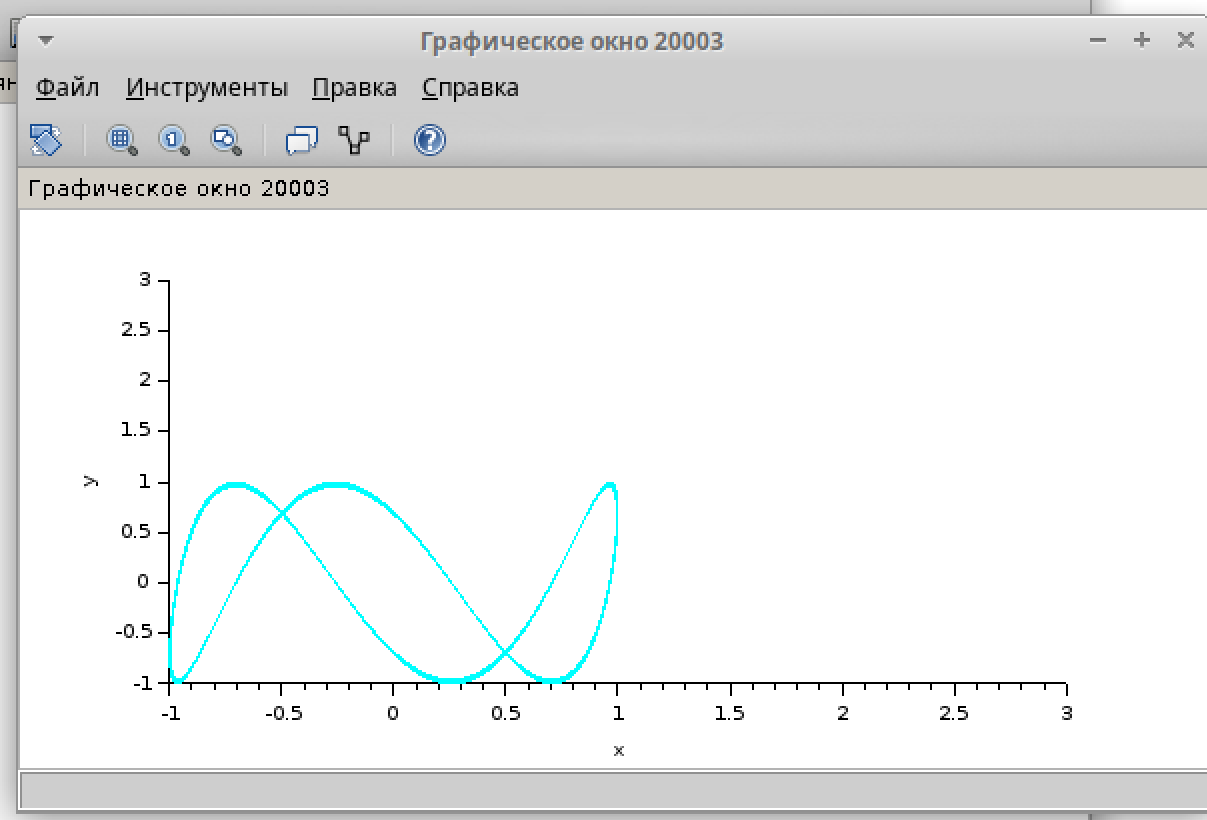 Графическое окно 20003
Файл Инструменты Правка Справка
Графическое окно 20003
3
2.5
2
1.5
y
1
0.5
0
-0.5
-1
-1 -0.5 0 0.5 1 1.5 2 2.5 3
x